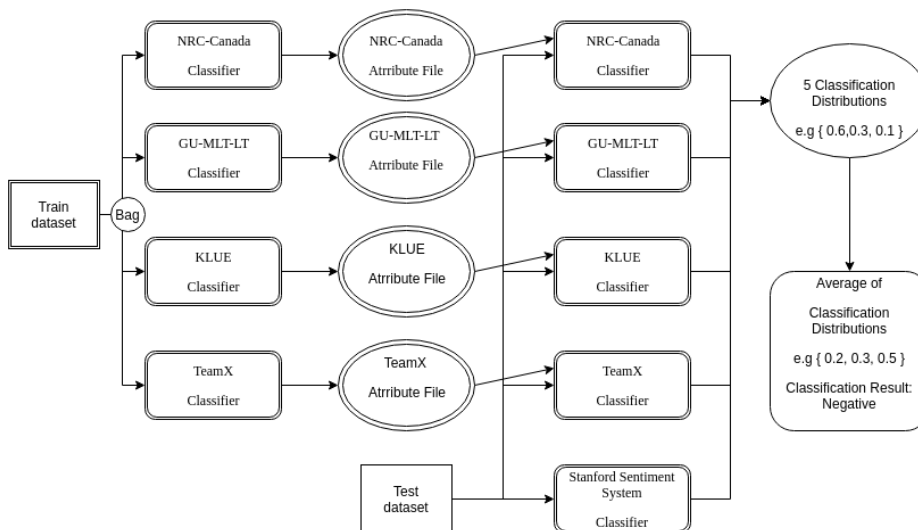 NRC-Canada
Classifier
NRC-Canada
Atrribute File
NRC-Canada
Classifier
5 Classification
Distributions
e.g { 0.6,0.3, 0.1 }
GU-MLT-LT
Classifier
GU-MLT-LT
Atrribute File
GU-MLT-LT
Classifier
Train
dataset
Bag
KLUE
Classifier
KLUE
Atrribute File
KLUE
Classifier
Average of
Classification
Distributions
e.g { 0.2, 0.3, 0.5 }
Classification Result:
Negative
TeamX
Classifier
TeamX
Atrribute File
TeamX
Classifier
Test
dataset
Stanford Sentiment
System
Classifier